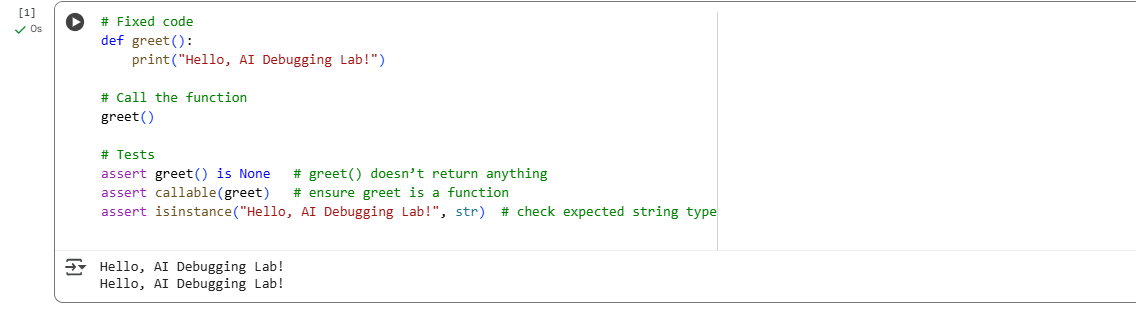 [1]
0s
# Fixed code
def greet():
    print("Hello, AI Debugging Lab!")
# Call the function
greet()
# Tests
assert greet() is None   # greet() doesn’t return anything
assert callable(greet)   # ensure greet is a function
assert isinstance("Hello, AI Debugging Lab!", str)  # check expected string type
Hello, AI Debugging Lab!
Hello, AI Debugging Lab!